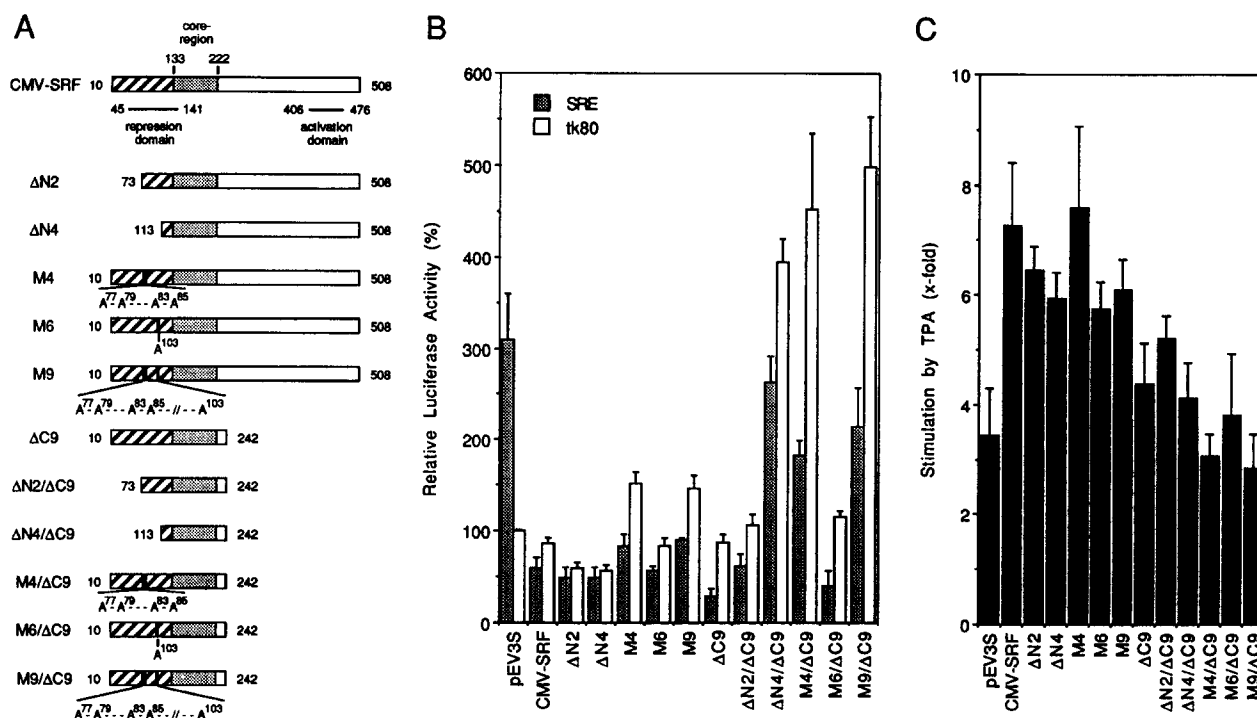 A
core-
region
133 222
CMV-SRF 10 508
45 141 406 476
repression
domain
activation
domain
ΔN2 73 508
ΔN4 113 508
M4 10 508
A77 A79 --- A83 A85
M6 10 508
A103
M9 10 508
A77 A79 ---- A83 A85 -- // -- A103
ΔC9 10 242
ΔN2/ΔC9 73 242
ΔN4/ΔC9 113 242
M4/ΔC9 10 242
A77 A79 ---- A83 A85
M6/ΔC9 10 242
A103
M9/ΔC9 10 242
A77 A79 ---- A83 A85 -- // -- A103
B
Relative Luciferase Activity (%)
600
500
400
300
200
100
0
SRE
tk80
pEV3S
CMV-SRF
ΔN2
ΔN4
M4
M6
M9
ΔC9
ΔN2/ΔC9
ΔN4/ΔC9
M4/ΔC9
M6/ΔC9
M9/ΔC9
C
Stimulation by TPA (x-fold)
10
8
6
4
2
0
pEV3S
CMV-SRF
ΔN2
ΔN4
M4
M6
M9
ΔC9
ΔN2/ΔC9
ΔN4/ΔC9
M4/ΔC9
M6/ΔC9
M9/ΔC9